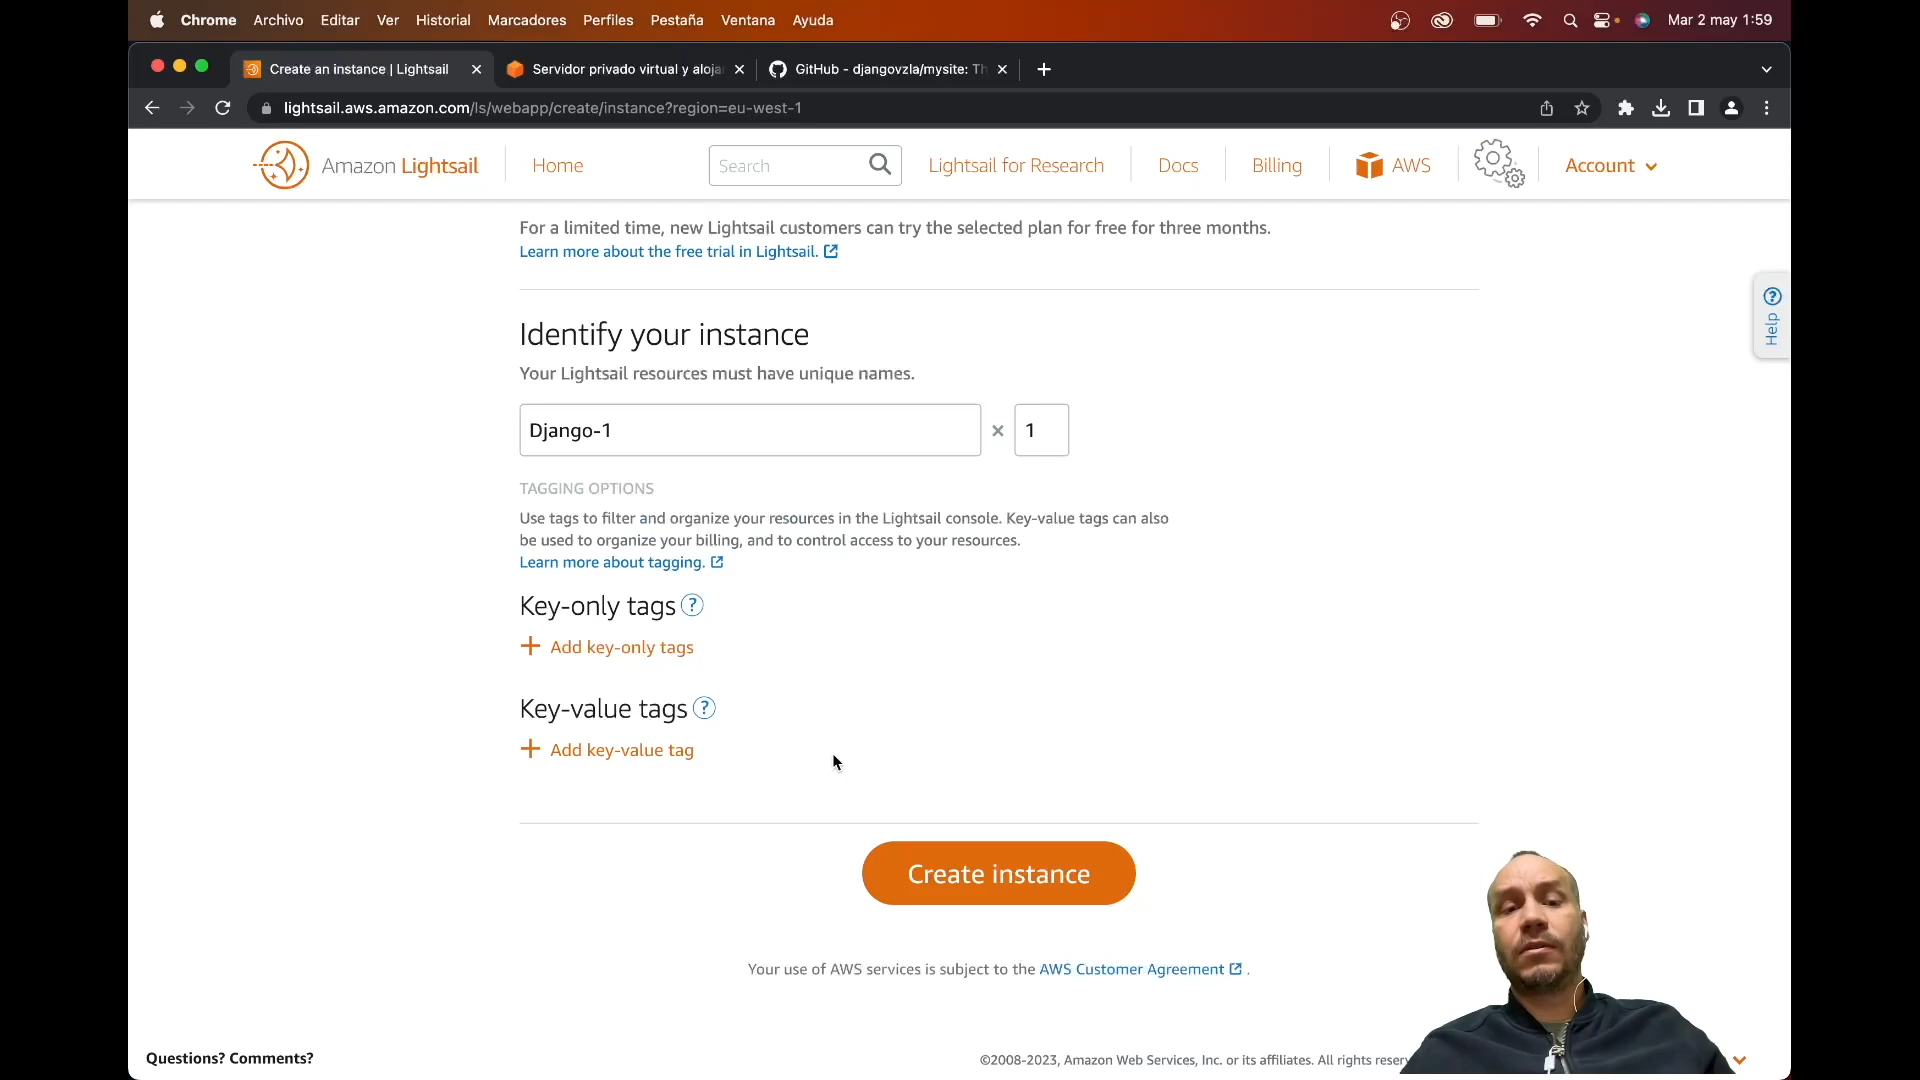 Chrome Archivo Editar Ver Historial Marcadores Perfiles Pestaña Ventana Ayuda Mar 2 may 1:59
Create an instance | Lightsail Servidor privado virtual y aloja GitHub - djangovzla/mysite: Th
lightsail.aws.amazon.com/ls/webapp/create/instance?region=eu-west-1
Amazon Lightsail Home Search Lightsail for Research Docs Billing AWS Account
For a limited time, new Lightsail customers can try the selected plan for free for three months.
Learn more about the free trial in Lightsail.
Help
Identify your instance
Your Lightsail resources must have unique names.
Django-1 × 1
TAGGING OPTIONS
Use tags to filter and organize your resources in the Lightsail console. Key-value tags can also
be used to organize your billing, and to control access to your resources.
Learn more about tagging.
Key-only tags ?
+ Add key-only tags
Key-value tags ?
+ Add key-value tag
Create instance
Your use of AWS services is subject to the AWS Customer Agreement .
Questions? Comments? ©2008-2023, Amazon Web Services, Inc. or its affiliates. All rights reserv